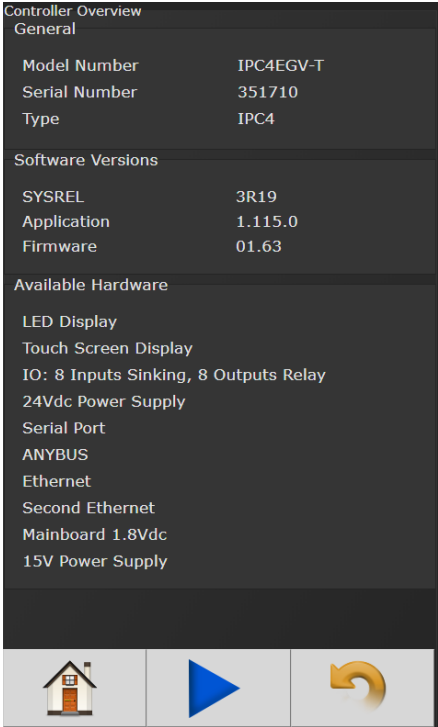 Controller Overview
General
Model Number IPC4EGV-T
Serial Number 351710
Type IPC4
Software Versions
SYSREL 3R19
Application 1.115.0
Firmware 01.63
Available Hardware
LED Display
Touch Screen Display
IO: 8 Inputs Sinking, 8 Outputs Relay
24Vdc Power Supply
Serial Port
ANYBUS
Ethernet
Second Ethernet
Mainboard 1.8Vdc
15V Power Supply